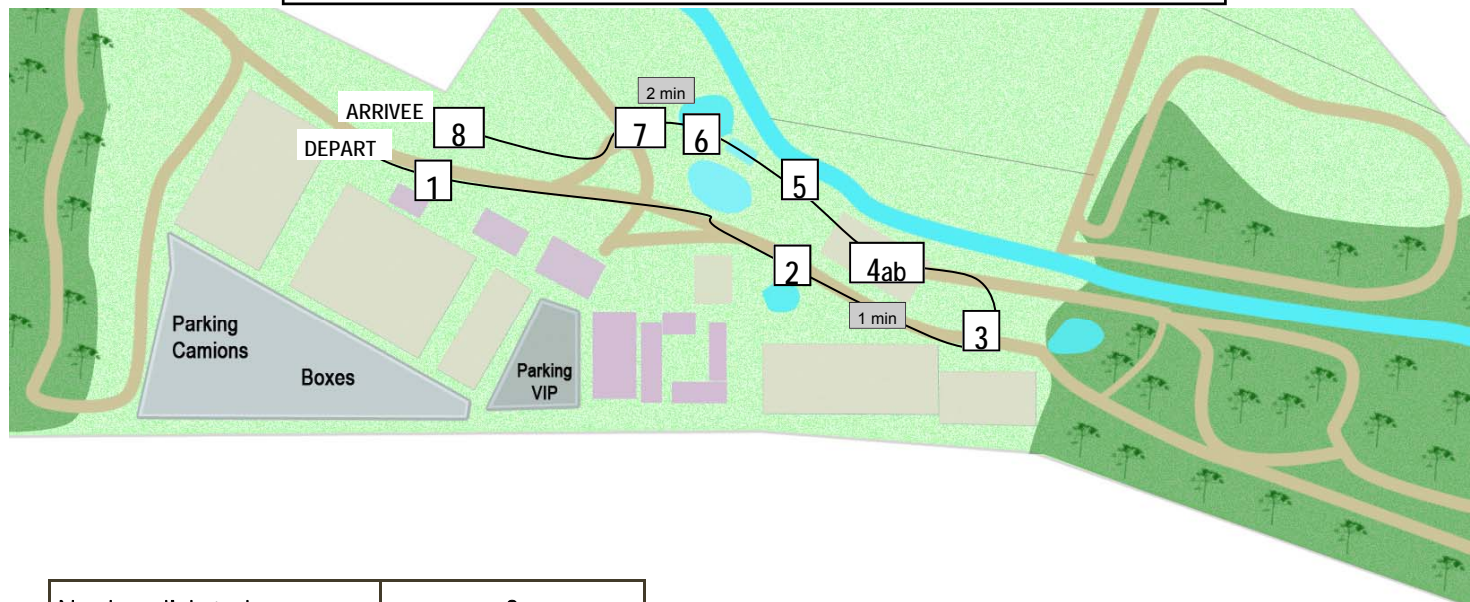 2 min
ARRIVEE
8
7
6
DEPART
1
5
2
4ab
1 min
3
Parking
Camions
Boxes
Parking
VIP